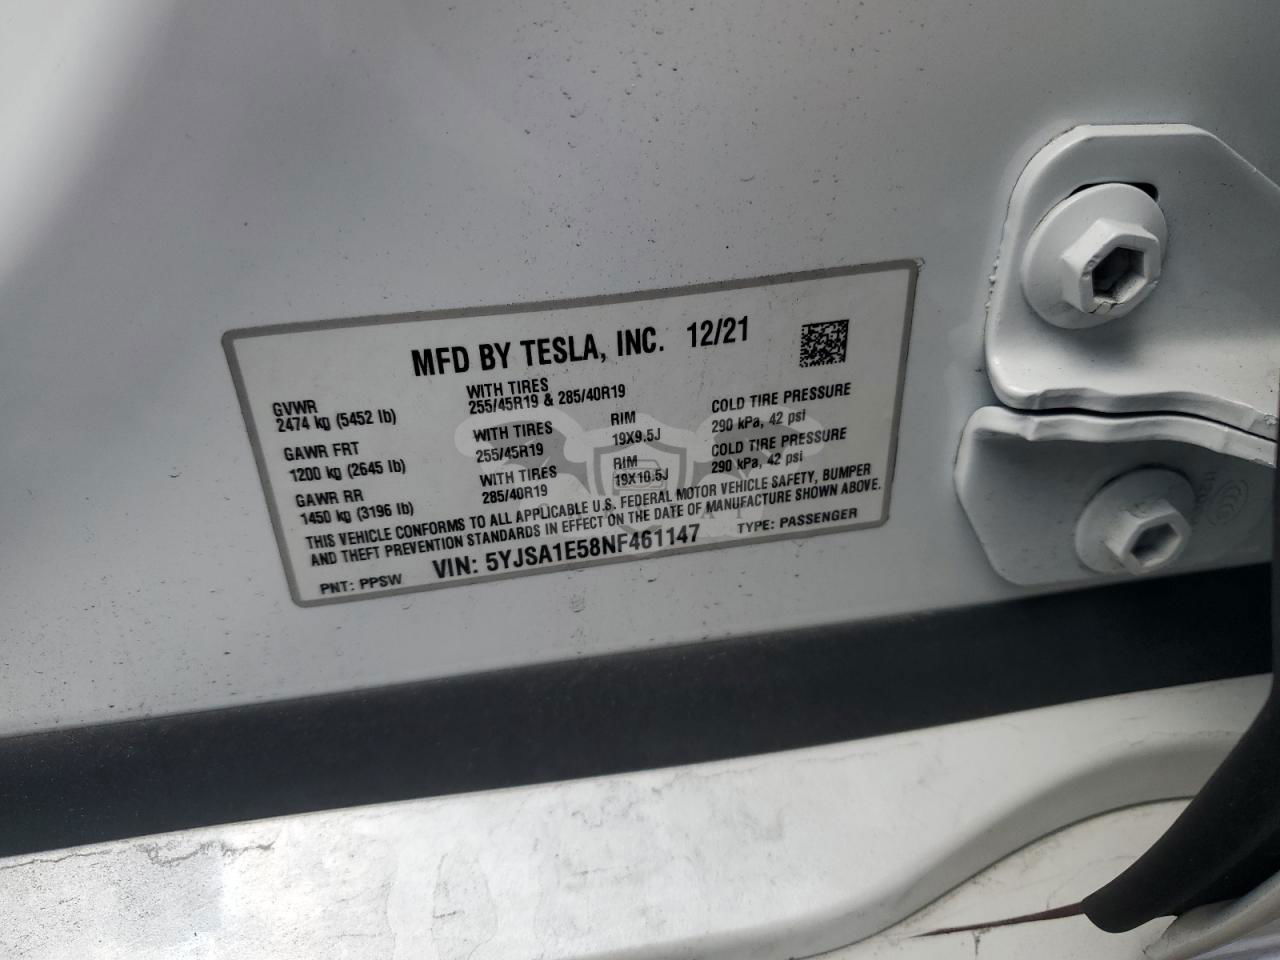 MFD BY TESLA, INC. 12/21
GVWR
2474 kg (5452 lb)
WITH TIRES
255/45R19 & 285/40R19
GAWR FRT
1200 kg (2645 lb)
WITH TIRES
255/45R19
RIM
19X9.5J
COLD TIRE PRESSURE
290 kPa, 42 psi
GAWR RR
1450 kg (3196 lb)
WITH TIRES
285/40R19
RIM
19X10.5J
COLD TIRE PRESSURE
290 kPa, 42 psi
THIS VEHICLE CONFORMS TO ALL APPLICABLE U.S. FEDERAL MOTOR VEHICLE SAFETY, BUMPER
AND THEFT PREVENTION STANDARDS IN EFFECT ON THE DATE OF MANUFACTURE SHOWN ABOVE.
PNT: PPSW VIN: 5YJSA1E58NF461147 TYPE: PASSENGER